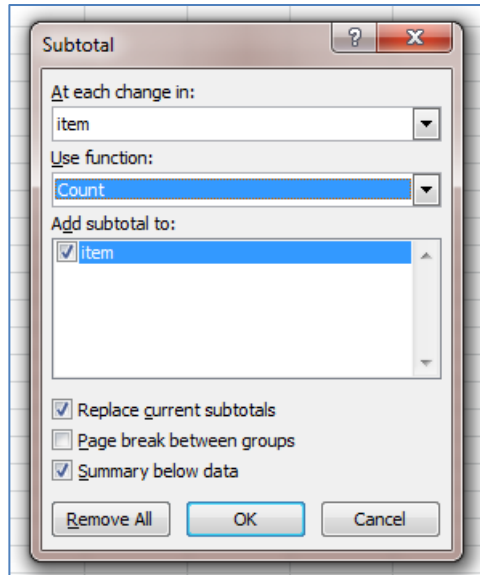 Subtotal
At each change in:
item
Use function:
Count
Add subtotal to:
item
Replace current subtotals
Page break between groups
Summary below data
Remove All OK Cancel